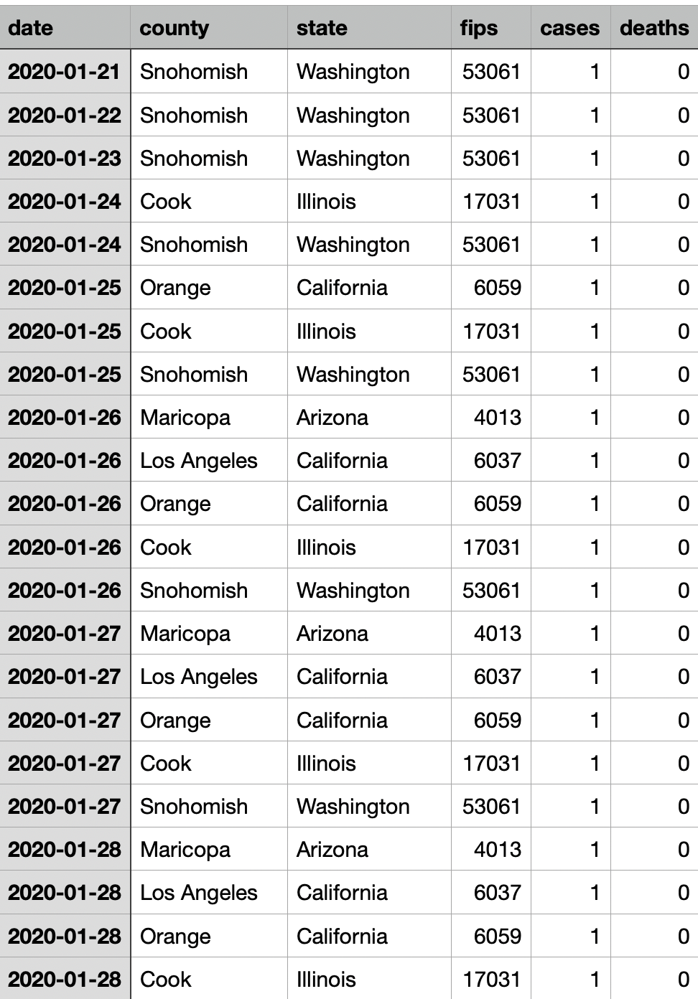 date county state fips cases deaths
2020-01-21 Snohomish Washington 53061 1 0
2020-01-22 Snohomish Washington 53061 1 0
2020-01-23 Snohomish Washington 53061 1 0
2020-01-24 Cook Illinois 17031 1 0
2020-01-24 Snohomish Washington 53061 1 0
2020-01-25 Orange California 6059 1 0
2020-01-25 Cook Illinois 17031 1 0
2020-01-25 Snohomish Washington 53061 1 0
2020-01-26 Maricopa Arizona 4013 1 0
2020-01-26 Los Angeles California 6037 1 0
2020-01-26 Orange California 6059 1 0
2020-01-26 Cook Illinois 17031 1 0
2020-01-26 Snohomish Washington 53061 1 0
2020-01-27 Maricopa Arizona 4013 1 0
2020-01-27 Los Angeles California 6037 1 0
2020-01-27 Orange California 6059 1 0
2020-01-27 Cook Illinois 17031 1 0
2020-01-27 Snohomish Washington 53061 1 0
2020-01-28 Maricopa Arizona 4013 1 0
2020-01-28 Los Angeles California 6037 1 0
2020-01-28 Orange California 6059 1 0
2020-01-28 Cook Illinois 17031 1 0